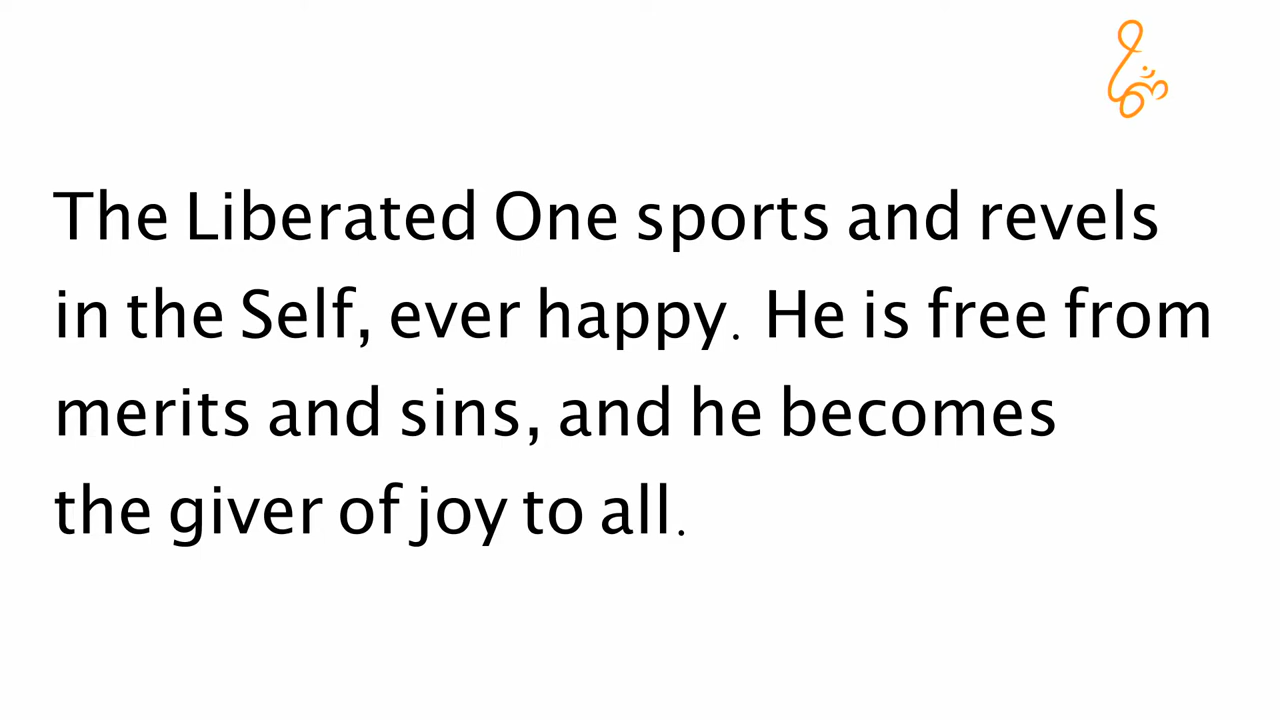 The Liberated One sports and revels
in the Self, ever happy. He is free from
merits and sins, and he becomes
the giver of joy to all.